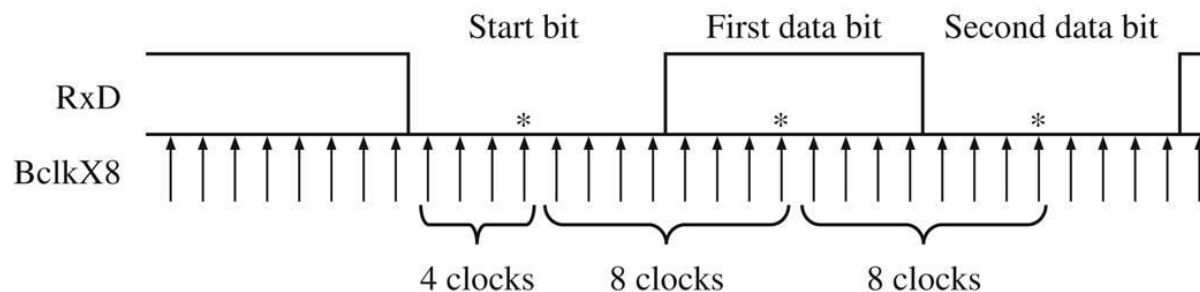 Start bit First data bit Second data bit
RxD
* * *
BclkX8
4 clocks 8 clocks 8 clocks